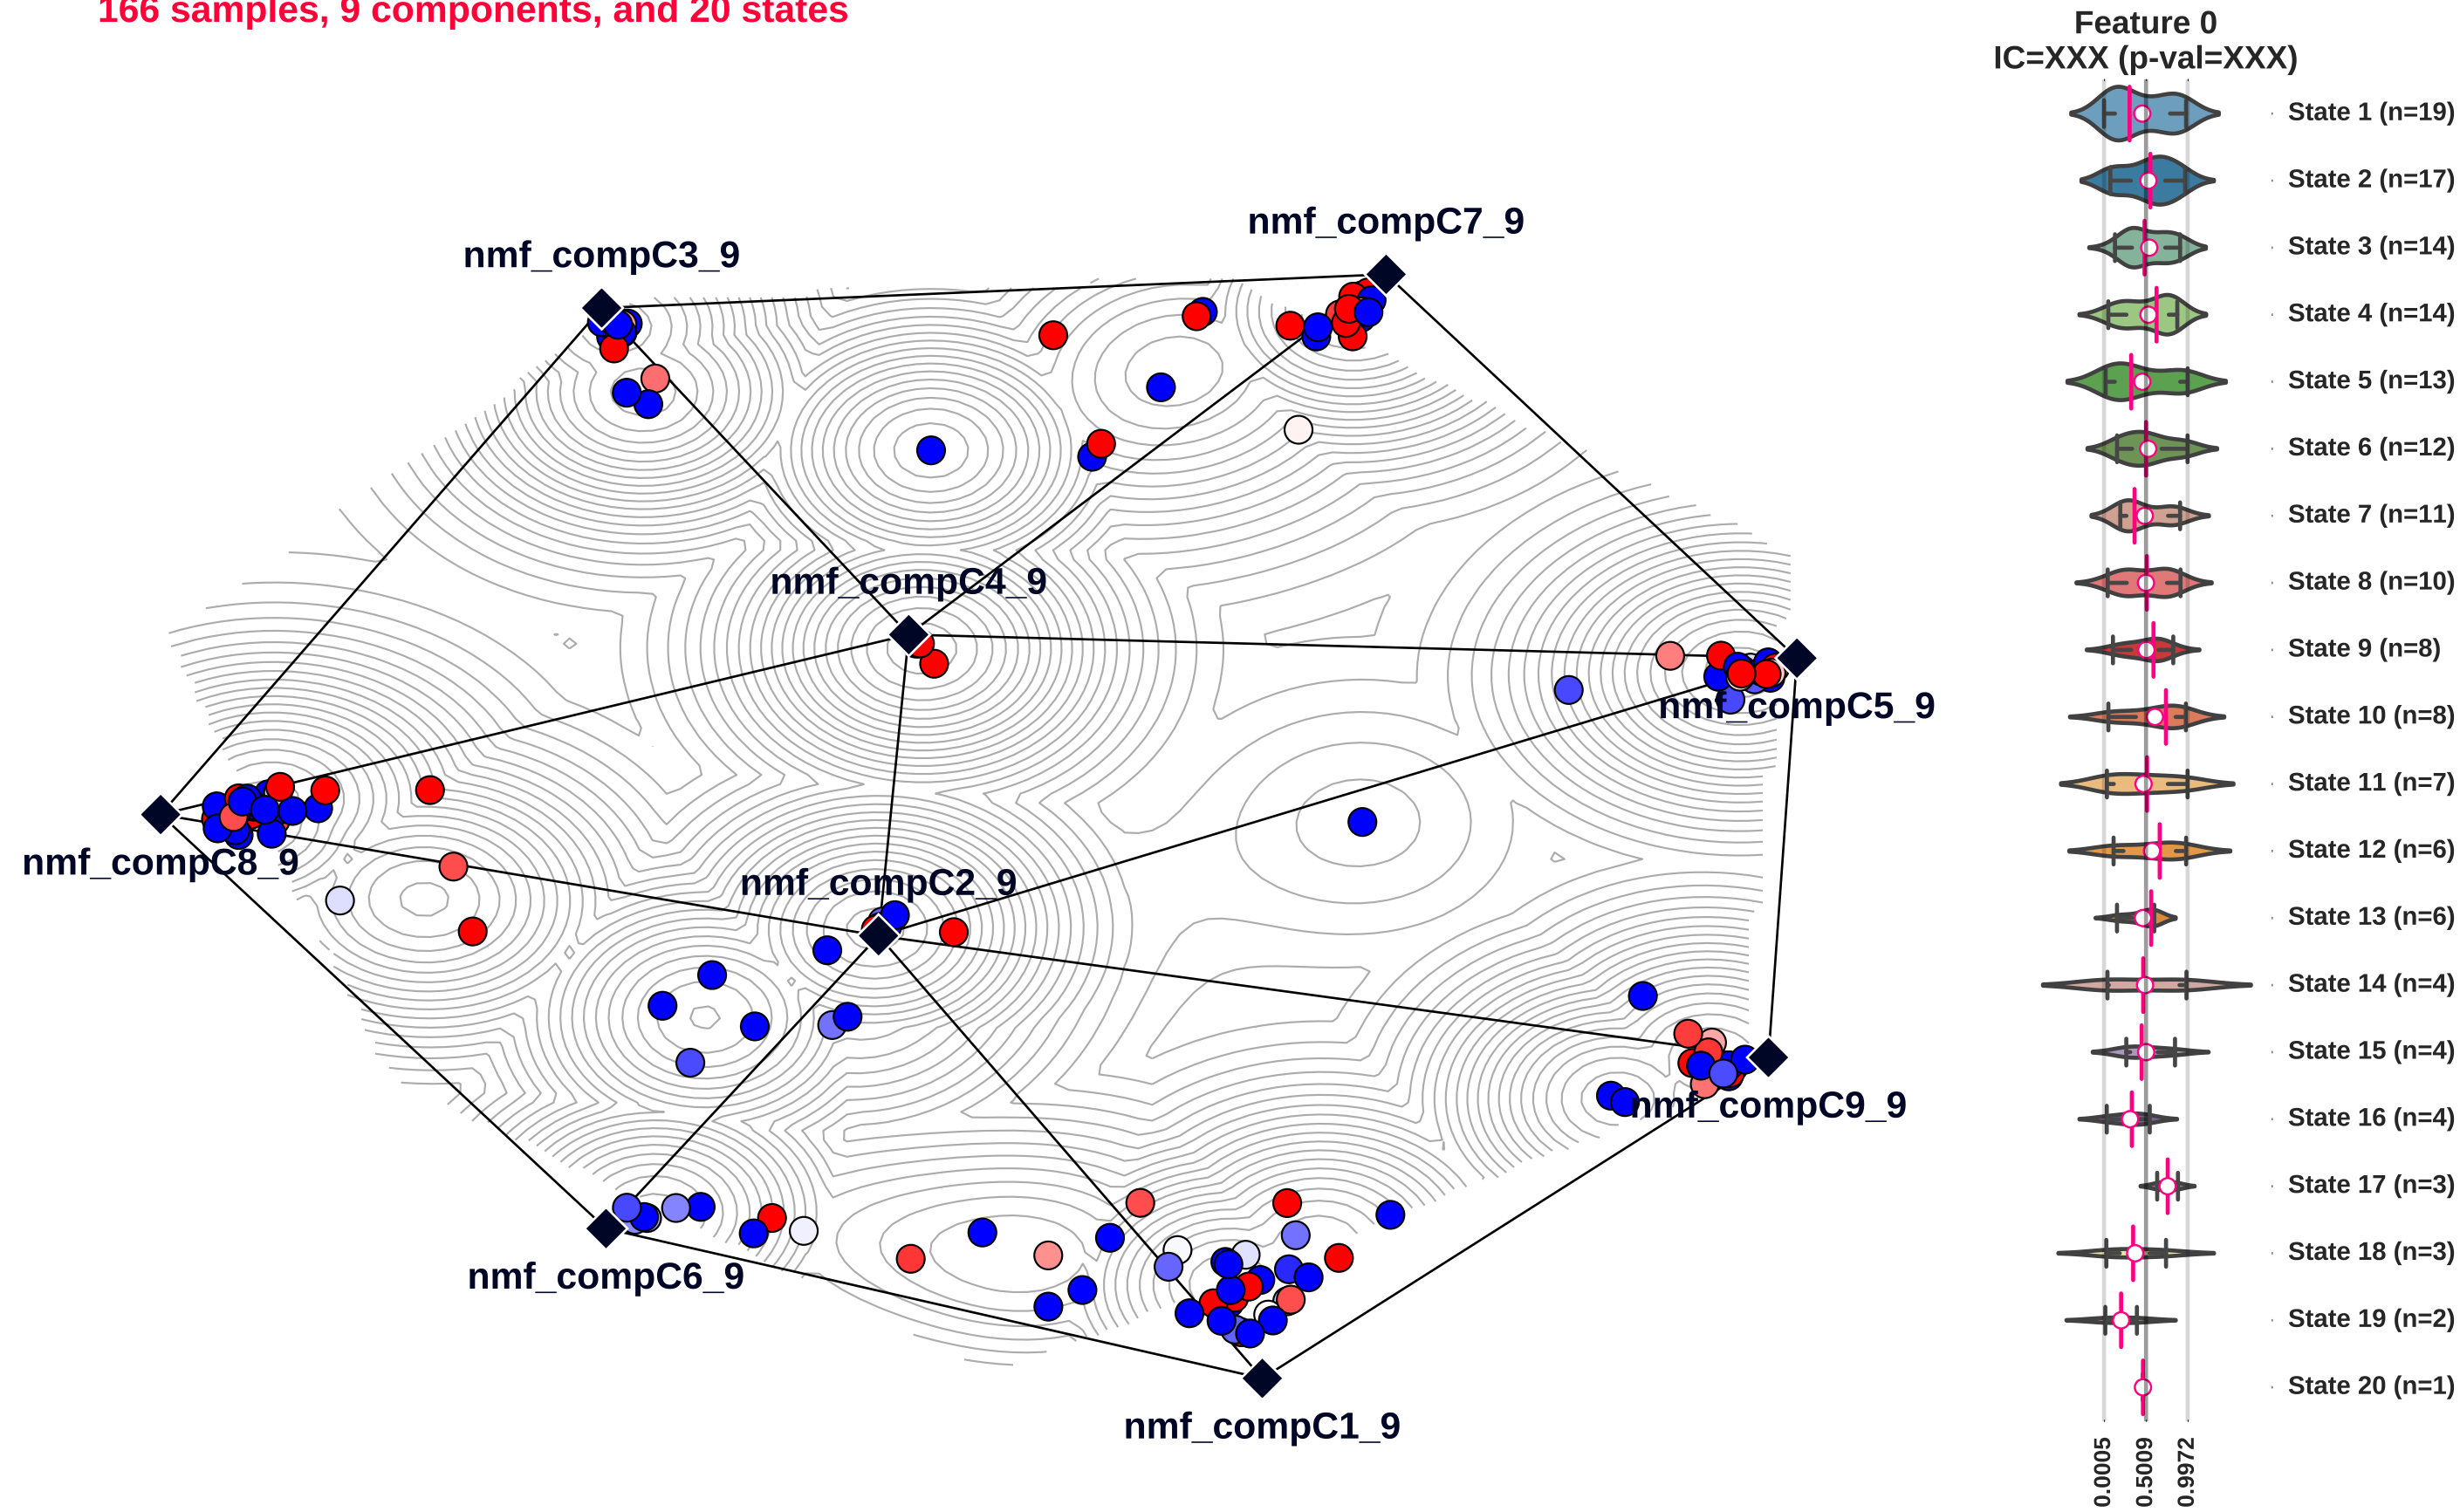 166 samples, 9 components, and 20 states
Feature 0
IC=XXX (p-val=XXX)
nmf_compC3_9
nmf_compC7_9
nmf_compC4_9
nmf_compC5_9
nmf_compC8_9
nmf_compC2_9
nmf_compC9_9
nmf_compC6_9
nmf_compC1_9
State 1 (n=19)
State 2 (n=17)
State 3 (n=14)
State 4 (n=14)
State 5 (n=13)
State 6 (n=12)
State 7 (n=11)
State 8 (n=10)
State 9 (n=8)
State 10 (n=8)
State 11 (n=7)
State 12 (n=6)
State 13 (n=6)
State 14 (n=4)
State 15 (n=4)
State 16 (n=4)
State 17 (n=3)
State 18 (n=3)
State 19 (n=2)
State 20 (n=1)
0.0005
0.5009
0.9972